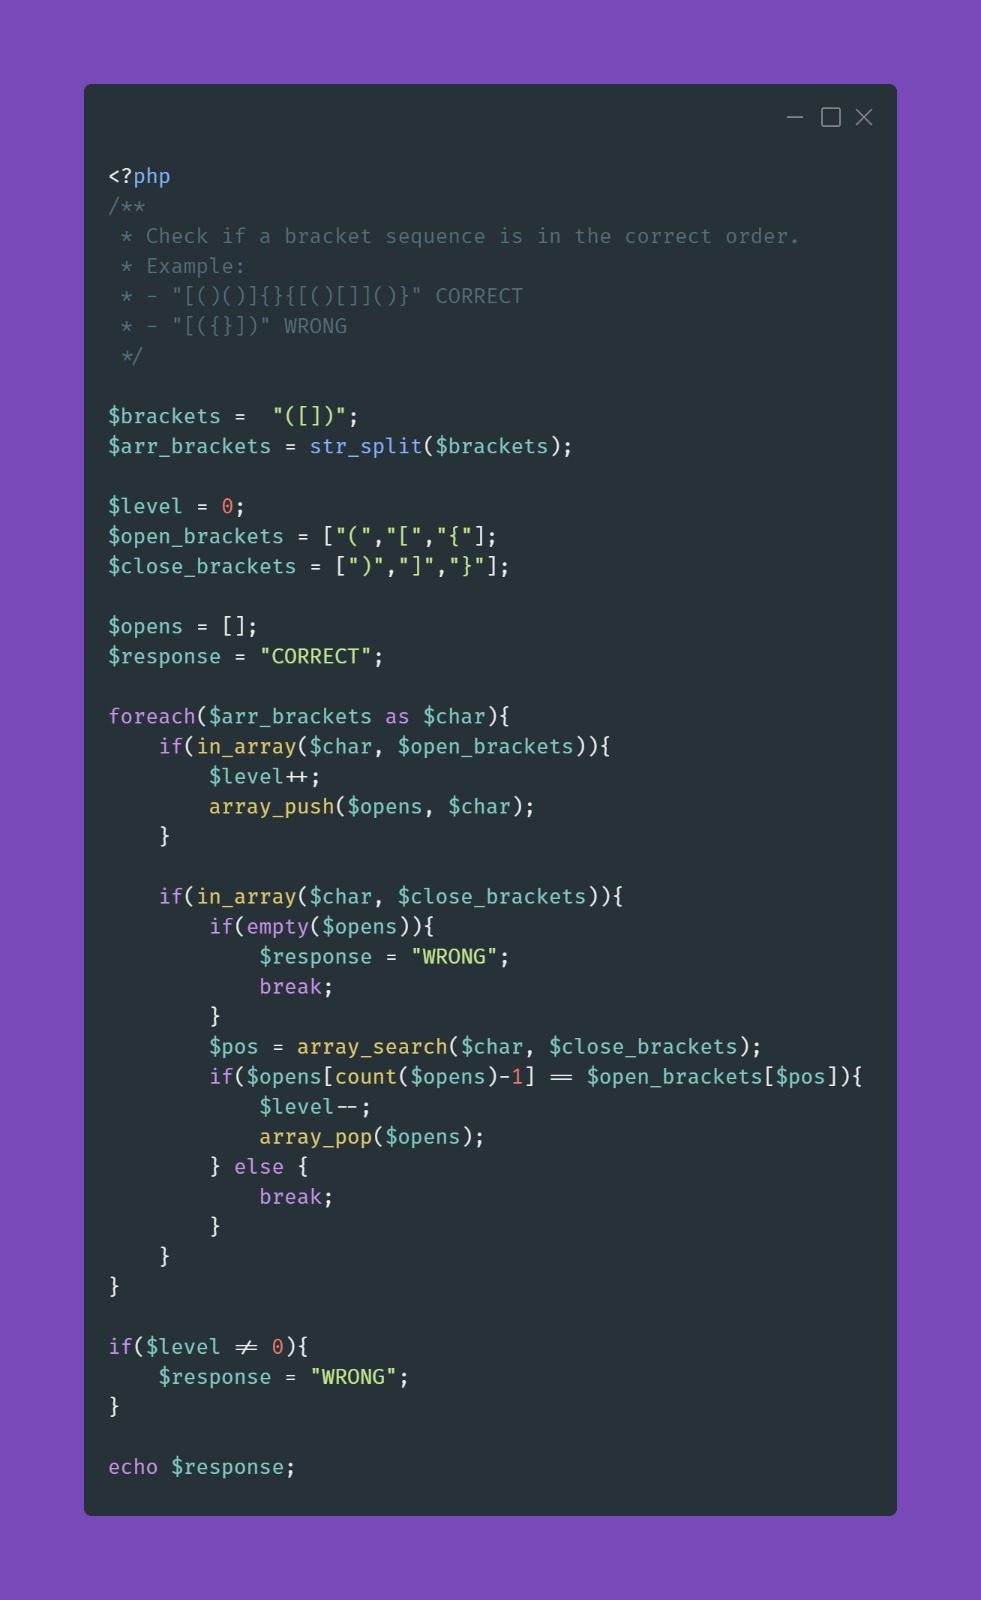 <?php
/**
 * Check if a bracket sequence is in the correct order.
 * Example:
 * - "[()()]{}{[()[]]()}" CORRECT
 * - "[({}])" WRONG
 */

$brackets =  "([])";
$arr_brackets = str_split($brackets);

$level = 0;
$open_brackets = ["(","[","{"];
$close_brackets = [")","]","}"];

$opens = [];
$response = "CORRECT";

foreach($arr_brackets as $char){
    if(in_array($char, $open_brackets)){
        $level++;
        array_push($opens, $char);
    }

    if(in_array($char, $close_brackets)){
        if(empty($opens)){
            $response = "WRONG";
            break;
        }
        $pos = array_search($char, $close_brackets);
        if($opens[count($opens)-1] == $open_brackets[$pos]){
            $level--;
            array_pop($opens);
        } else {
            break;
        }
    }
}

if($level != 0){
    $response = "WRONG";
}

echo $response;